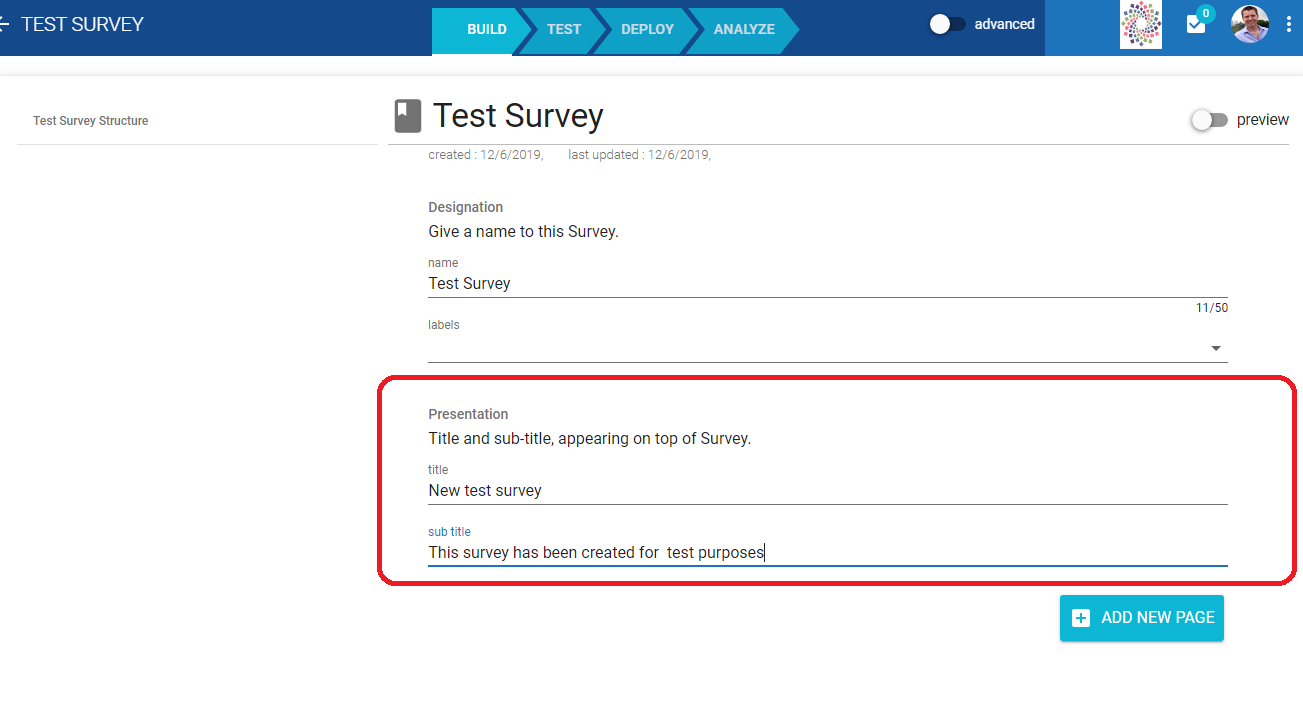 TEST SURVEY
BUILD
TEST
DEPLOY
ANALYZE
advanced
0
Test Survey Structure
Test Survey
preview
created : 12/6/2019, last updated : 12/6/2019,
Designation
Give a name to this Survey.
name
Test Survey
11/50
labels
Presentation
Title and sub-title, appearing on top of Survey.
title
New test survey
sub title
This survey has been created for  test purposes
ADD NEW PAGE